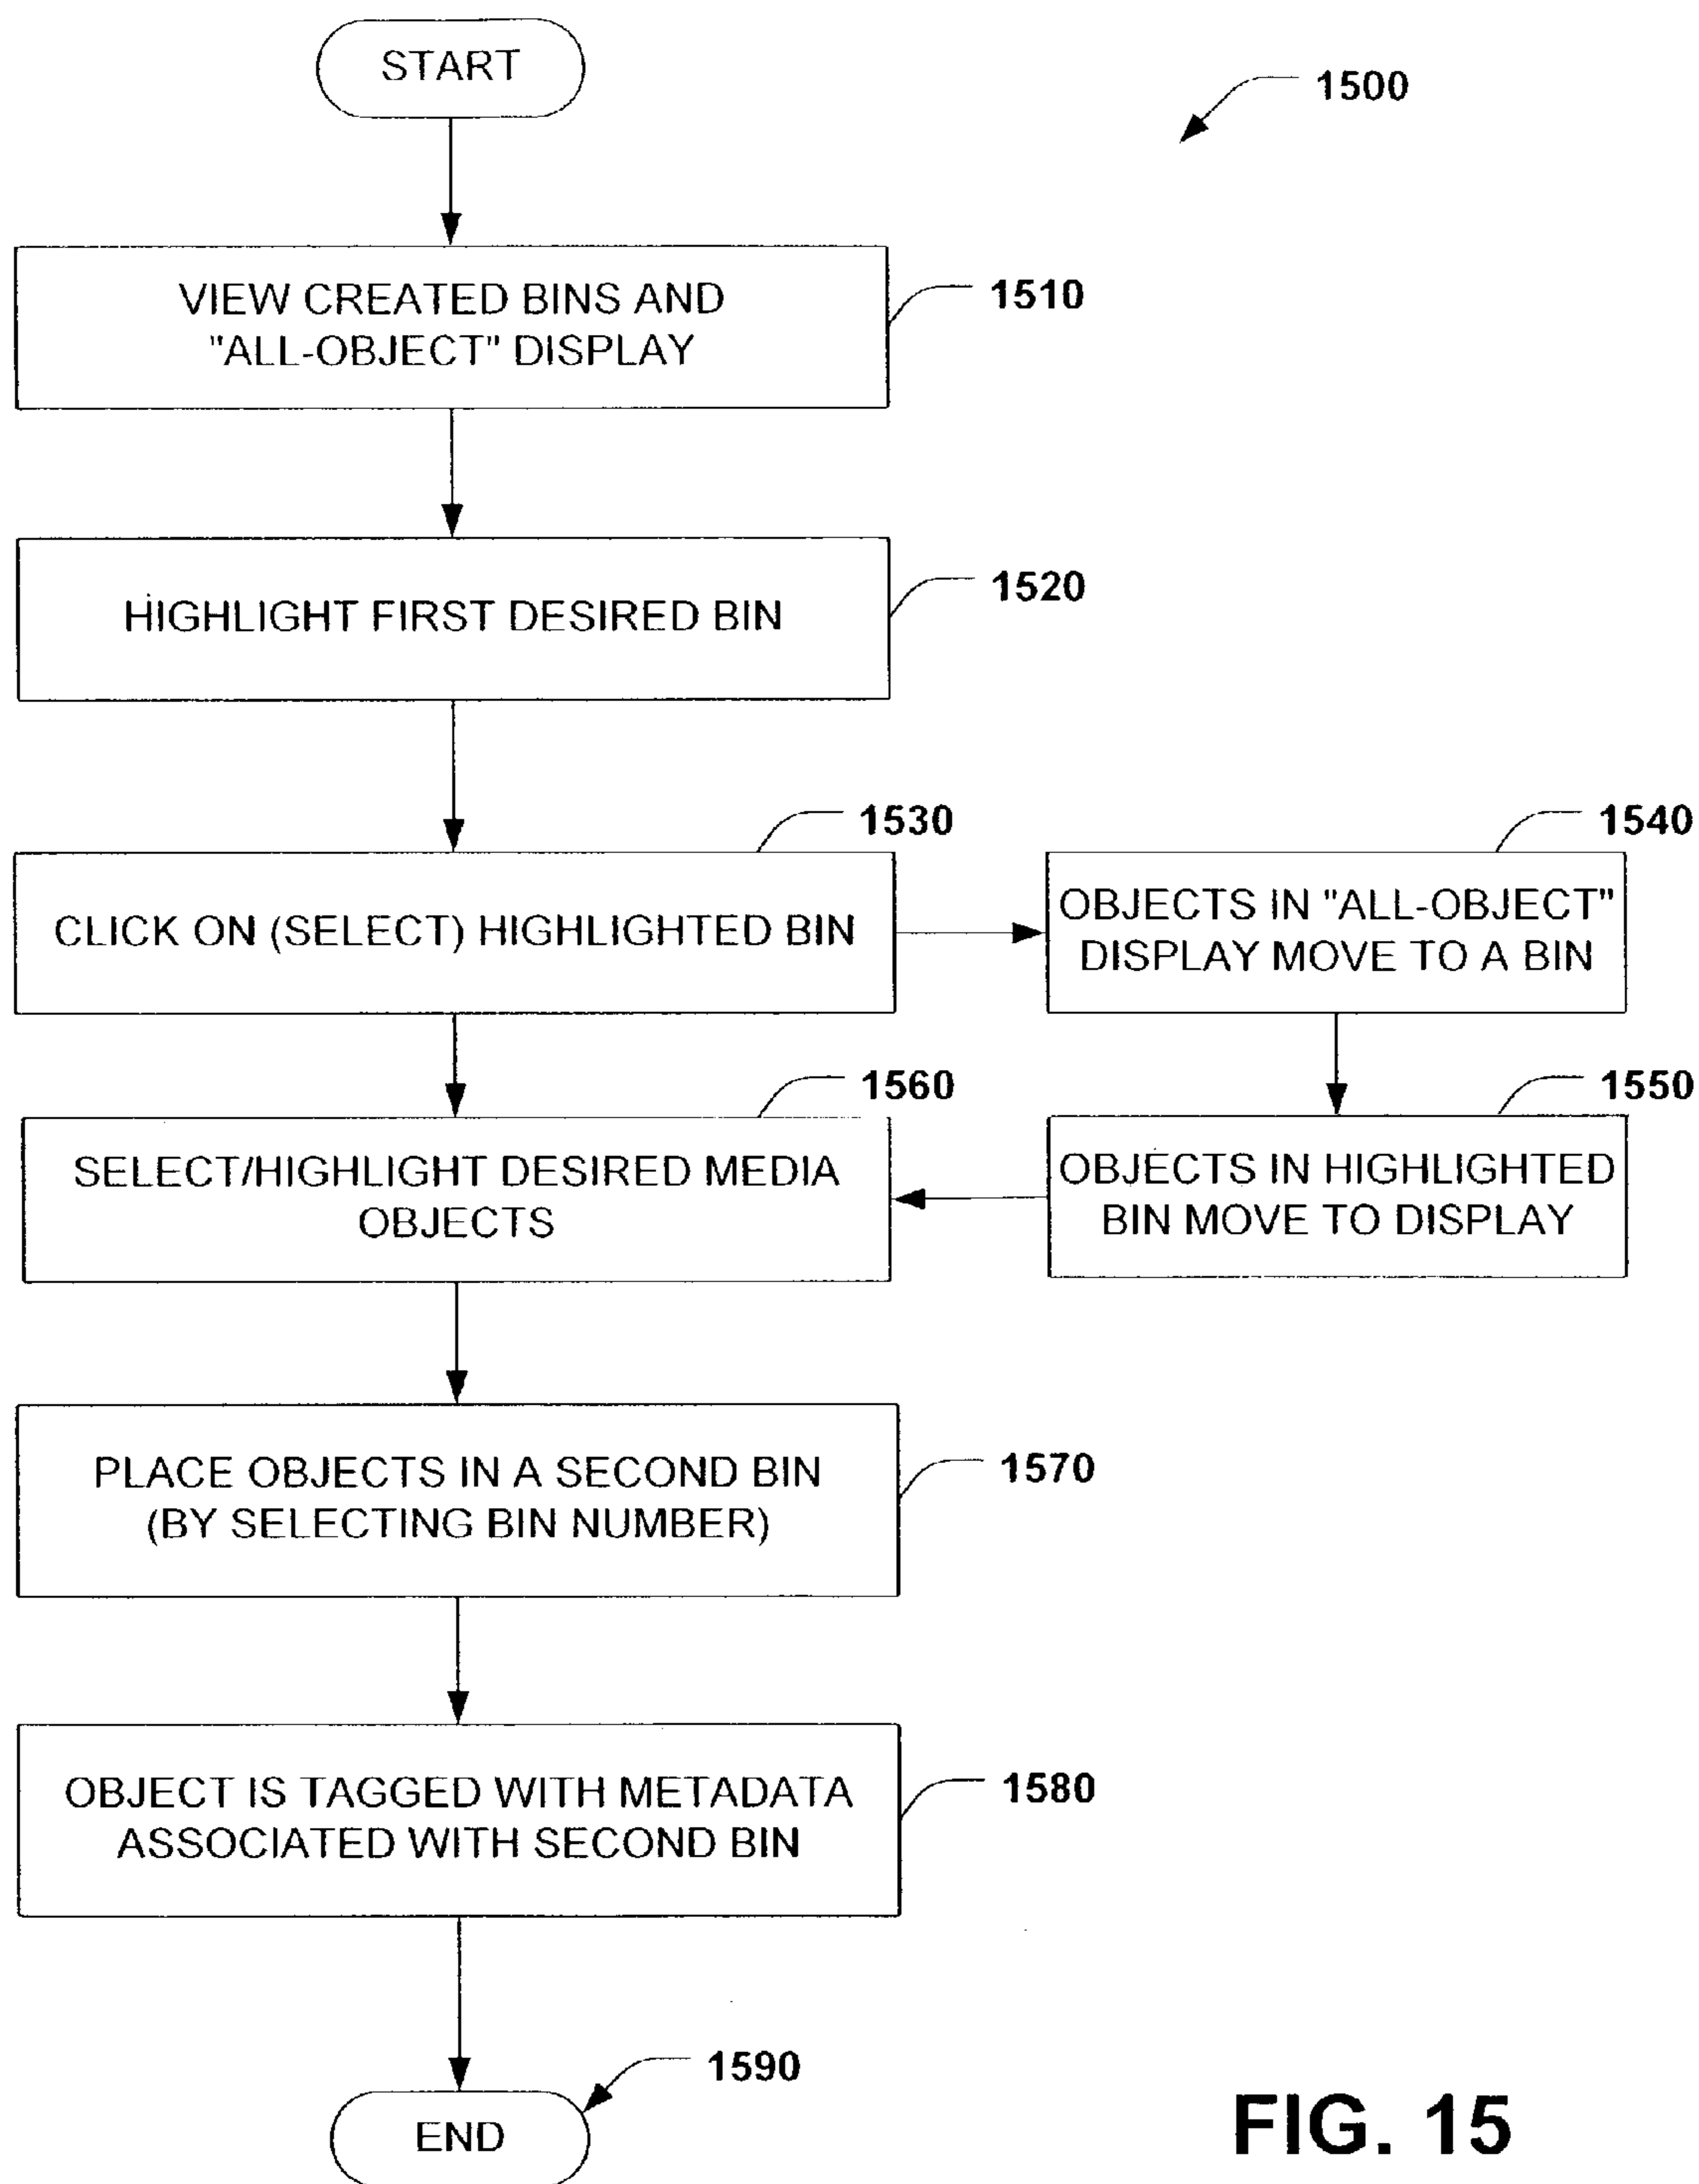 START
1500
VIEW CREATED BINS AND
"ALL-OBJECT" DISPLAY
1510
HIGHLIGHT FIRST DESIRED BIN
1520
1530
CLICK ON (SELECT) HIGHLIGHTED BIN
1540
OBJECTS IN "ALL-OBJECT"
DISPLAY MOVE TO A BIN
1560
SELECT/HIGHLIGHT DESIRED MEDIA
OBJECTS
1550
OBJECTS IN HIGHLIGHTED
BIN MOVE TO DISPLAY
PLACE OBJECTS IN A SECOND BIN
(BY SELECTING BIN NUMBER)
1570
OBJECT IS TAGGED WITH METADATA
ASSOCIATED WITH SECOND BIN
1580
1590
END
FIG. 15